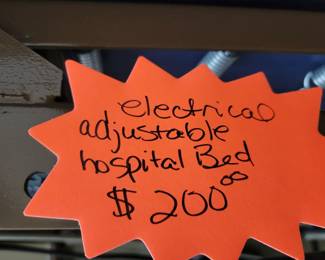 electrical
adjustable
hospital Bed
$ 200.00